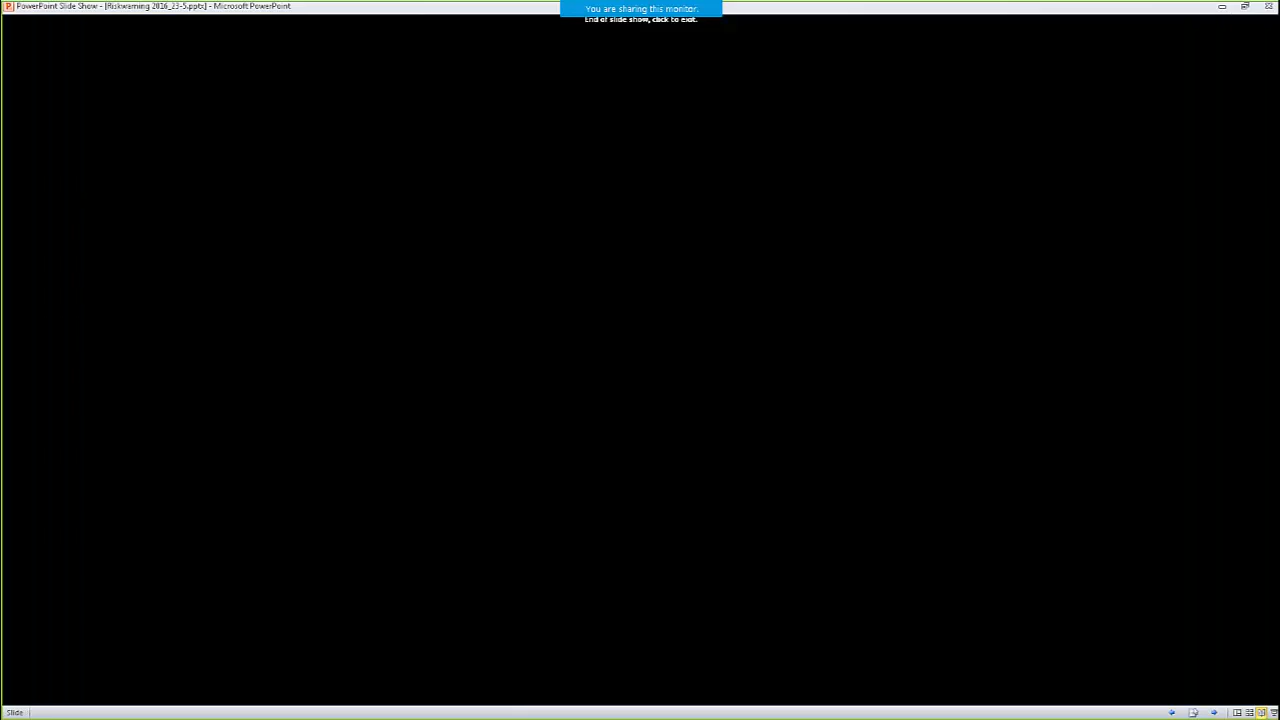 PowerPoint Slide Show - [Riskwarning 2016_23-5.pptx] - Microsoft PowerPoint
You are sharing this monitor.
End of slide show, click to exit.
Slide